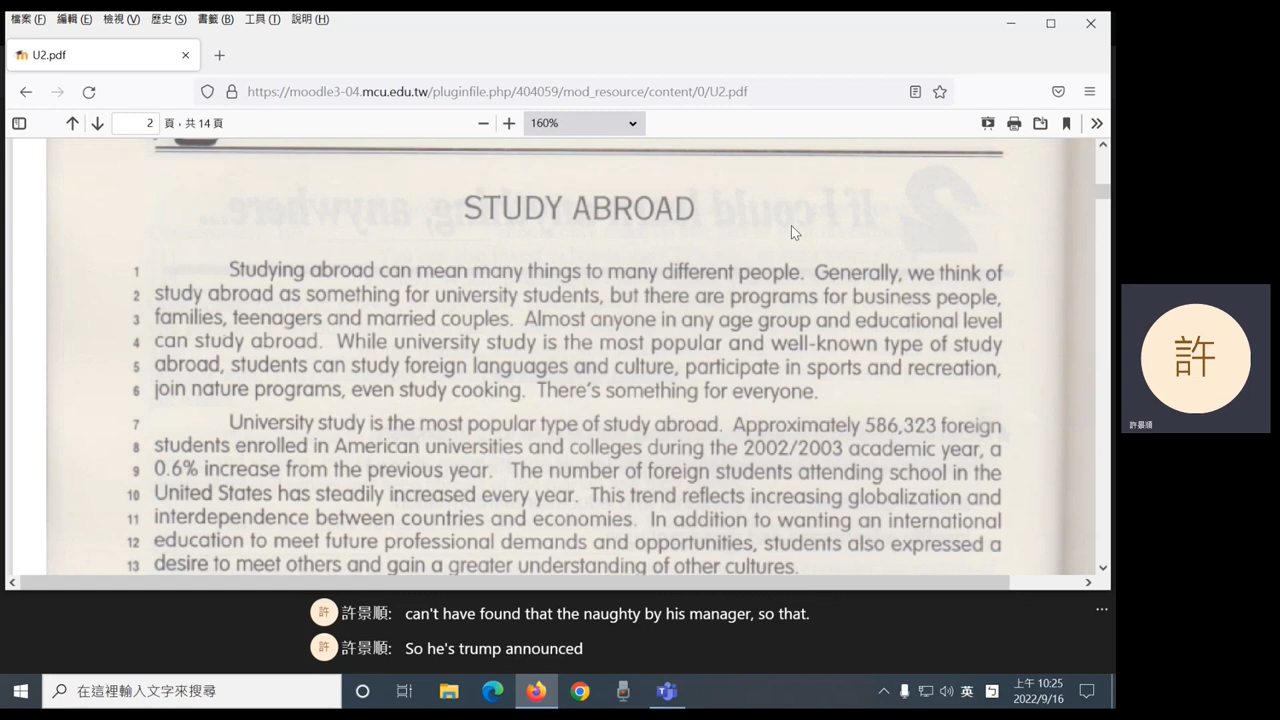 檔案(F) 編輯(E) 檢視(V) 歷史(S) 書籤(B) 工具(T) 說明(H)
U2.pdf
https://moodle3-04.mcu.edu.tw/pluginfile.php/404059/mod_resource/content/0/U2.pdf
2 頁，共 14 頁
160%
2 If I could learn anything, anywhere...
STUDY ABROAD
1 Studying abroad can mean many things to many different people. Generally, we think of
2 study abroad as something for university students, but there are programs for business people,
3 families, teenagers and married couples. Almost anyone in any age group and educational level
4 can study abroad. While university study is the most popular and well-known type of study
5 abroad, students can study foreign languages and culture, participate in sports and recreation,
6 join nature programs, even study cooking. There's something for everyone.
7 University study is the most popular type of study abroad. Approximately 586,323 foreign
8 students enrolled in American universities and colleges during the 2002/2003 academic year, a
9 0.6% increase from the previous year. The number of foreign students attending school in the
10 United States has steadily increased every year. This trend reflects increasing globalization and
11 interdependence between countries and economies. In addition to wanting an international
12 education to meet future professional demands and opportunities, students also expressed a
13 desire to meet others and gain a greater understanding of other cultures.
許
許景順
許 許景順: can't have found that the naughty by his manager, so that.
許 許景順: So he's trump announced
在這裡輸入文字來搜尋
英
上午 10:25
2022/9/16